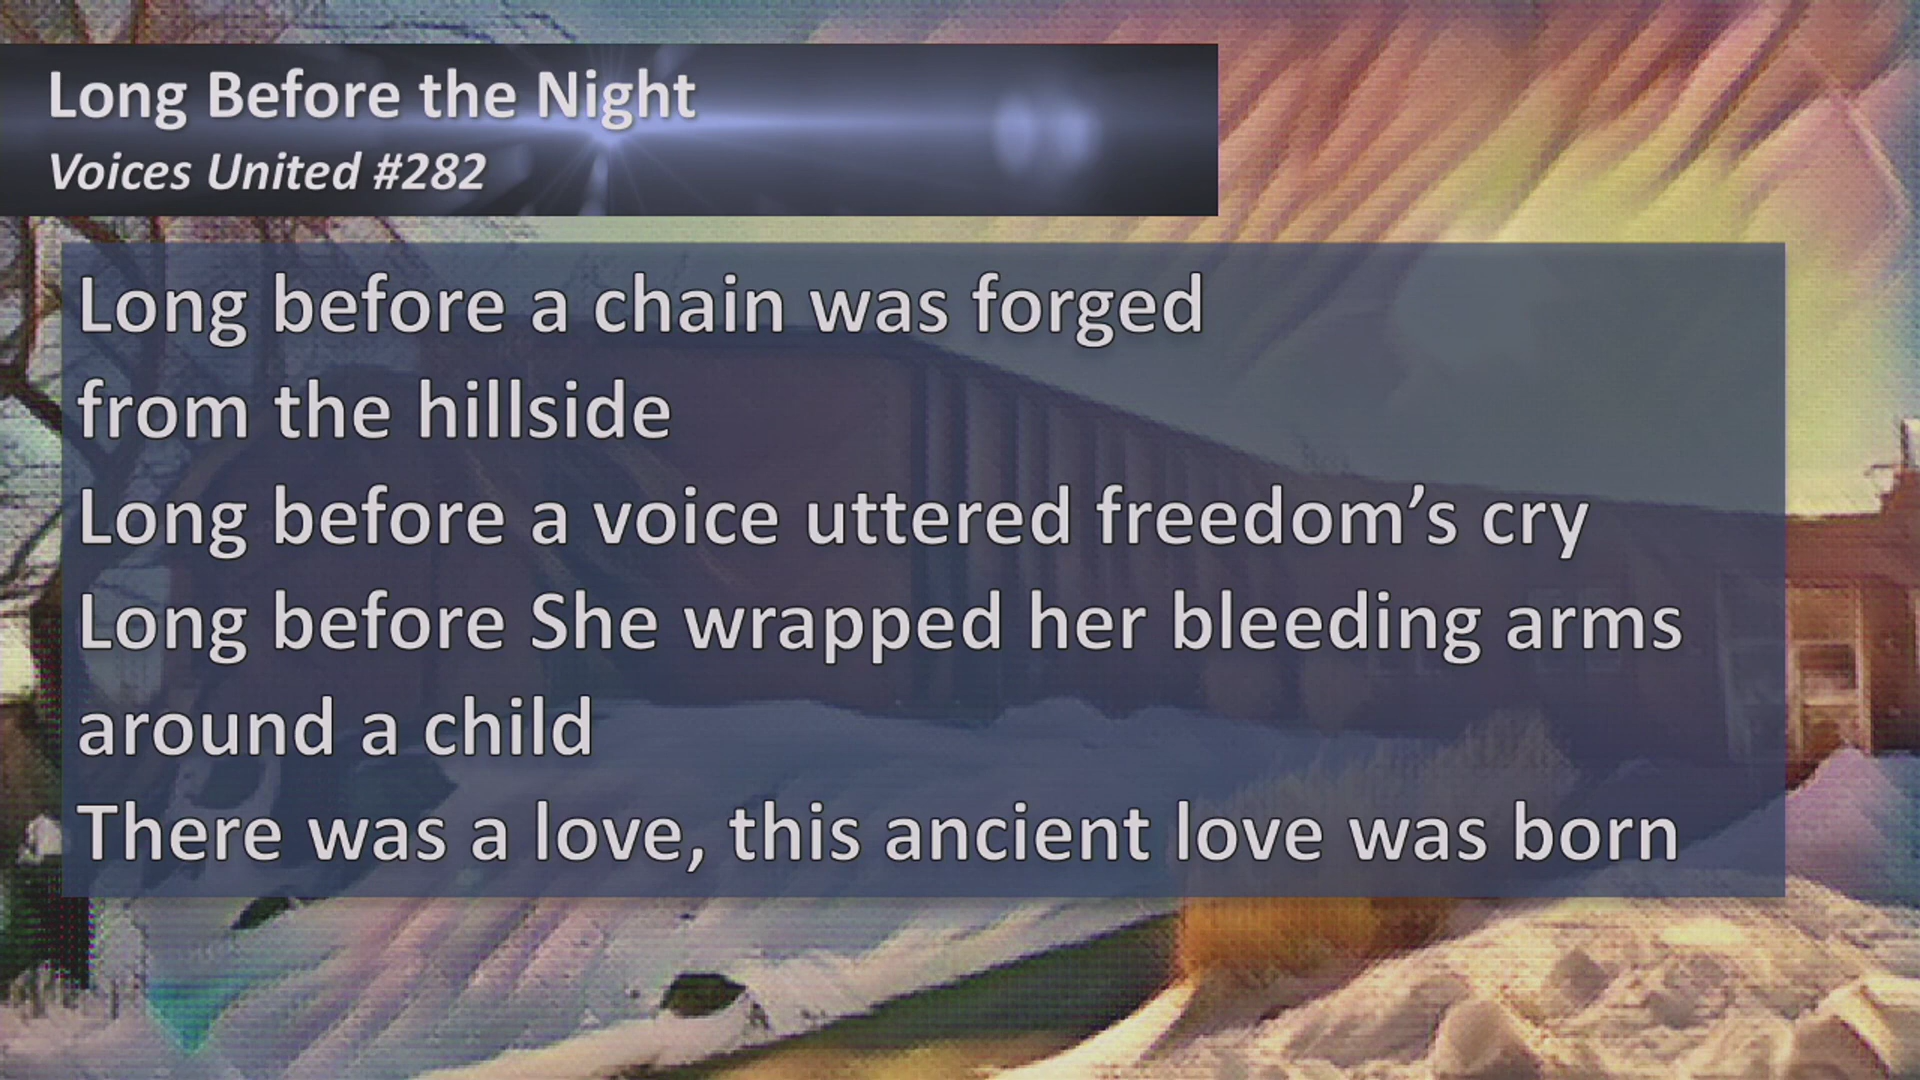 Long Before the Night
Voices United #282
Long before a chain was forged
from the hillside
Long before a voice uttered freedom’s cry
Long before She wrapped her bleeding arms
around a child
There was a love, this ancient love was born